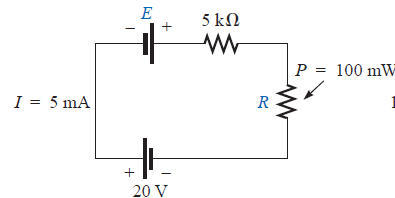 E
− +
5 kΩ
P = 100 mW
I = 5 mA
R
+ −
20 V